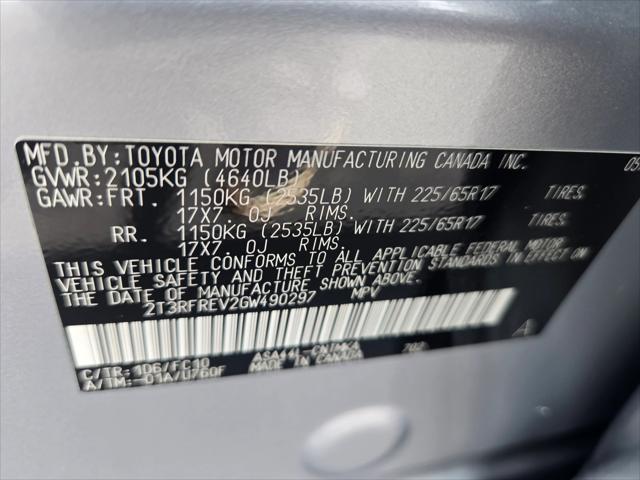 MFD.BY:TOYOTA MOTOR MANUFACTURING CANADA INC.
GVWR:2105KG (4640LB)
GAWR:FRT. 1150KG (2535LB) WITH 225/65R17 TIRES.
17X7.0J RIMS.
RR. 1150KG (2535LB) WITH 225/65R17 TIRES.
17X7.0J RIMS.
THIS VEHICLE CONFORMS TO ALL APPLICABLE FEDERAL MOTOR
VEHICLE SAFETY AND THEFT PREVENTION STANDARDS IN EFFECT ON
THE DATE OF MANUFACTURE SHOWN ABOVE.
2T3RFREV2GW490297 MPV
A
C/TR:1D6/FC10
A/TM:-01A/U760F
MADE IN CANADA